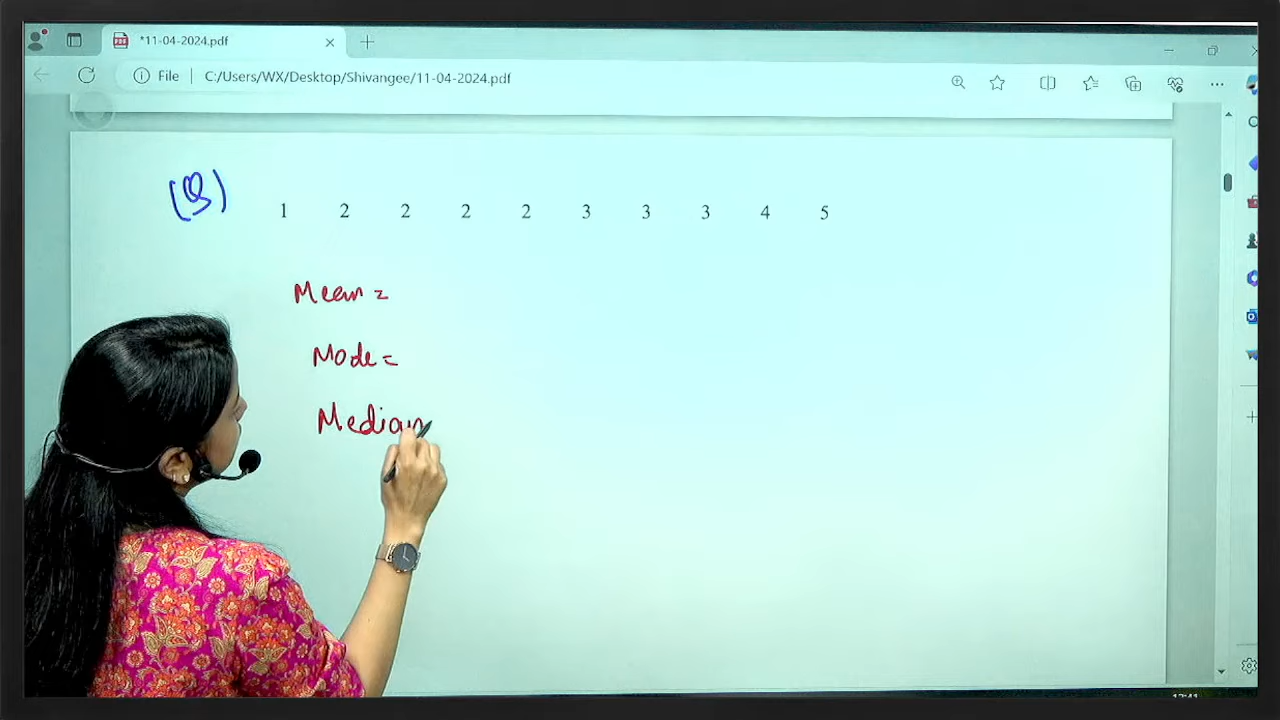 *11-04-2024.pdf
File C:/Users/WX/Desktop/Shivangee/11-04-2024.pdf
(Q) 1 2 2 2 2 3 3 3 4 5
Mean =
Mode =
Median